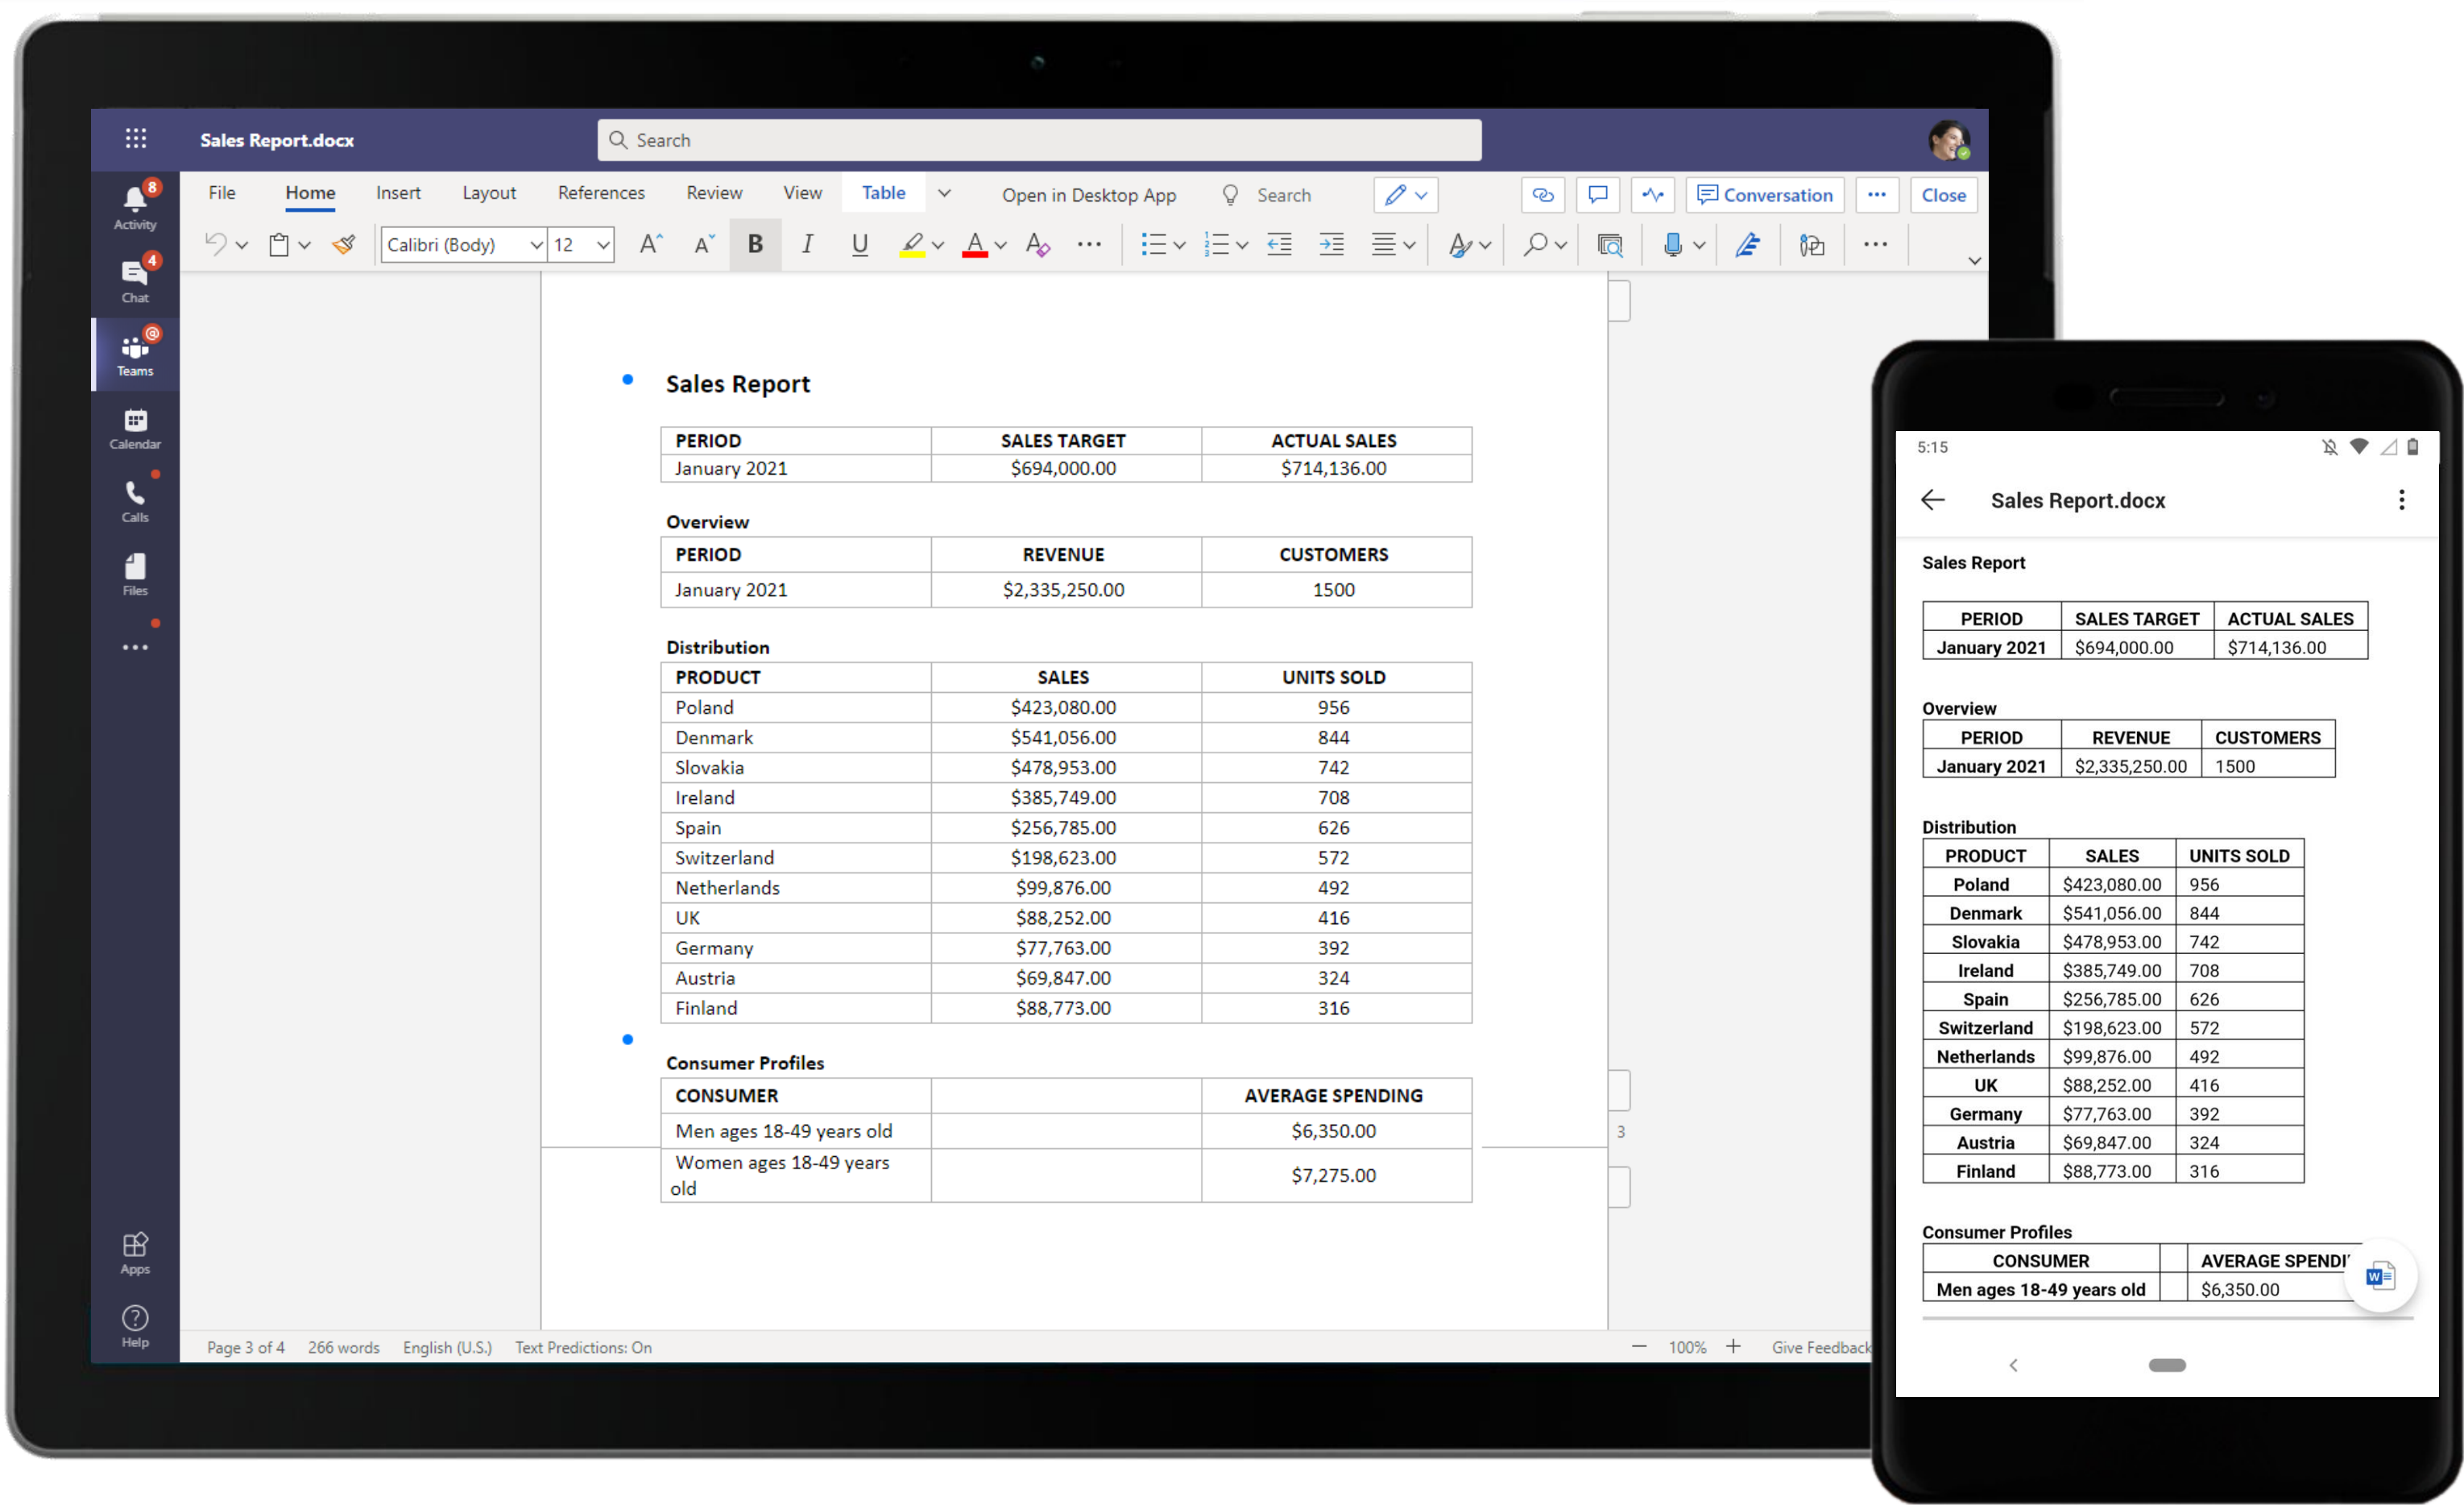 Sales Report.docx
Search
8
Activity
4
Chat
@
Teams
Calendar
Calls
Files
Apps
Help
File Home Insert Layout References Review View Table Open in Desktop App Search Conversation Close
Calibri (Body) 12 A A B I U A A
Sales Report
PERIOD SALES TARGET ACTUAL SALES
January 2021 $694,000.00 $714,136.00
Overview
PERIOD REVENUE CUSTOMERS
January 2021 $2,335,250.00 1500
Distribution
PRODUCT SALES UNITS SOLD
Poland $423,080.00 956
Denmark $541,056.00 844
Slovakia $478,953.00 742
Ireland $385,749.00 708
Spain $256,785.00 626
Switzerland $198,623.00 572
Netherlands $99,876.00 492
UK $88,252.00 416
Germany $77,763.00 392
Austria $69,847.00 324
Finland $88,773.00 316
Consumer Profiles
CONSUMER AVERAGE SPENDING
Men ages 18-49 years old $6,350.00
3
Women ages 18-49 years
old $7,275.00
Page 3 of 4 266 words English (U.S.) Text Predictions: On 100% Give Feedback
5:15
Sales Report.docx
Sales Report
PERIOD SALES TARGET ACTUAL SALES
January 2021 $694,000.00 $714,136.00
Overview
PERIOD REVENUE CUSTOMERS
January 2021 $2,335,250.00 1500
Distribution
PRODUCT SALES UNITS SOLD
Poland $423,080.00 956
Denmark $541,056.00 844
Slovakia $478,953.00 742
Ireland $385,749.00 708
Spain $256,785.00 626
Switzerland $198,623.00 572
Netherlands $99,876.00 492
UK $88,252.00 416
Germany $77,763.00 392
Austria $69,847.00 324
Finland $88,773.00 316
Consumer Profiles
CONSUMER AVERAGE SPENDI
Men ages 18-49 years old $6,350.00
W